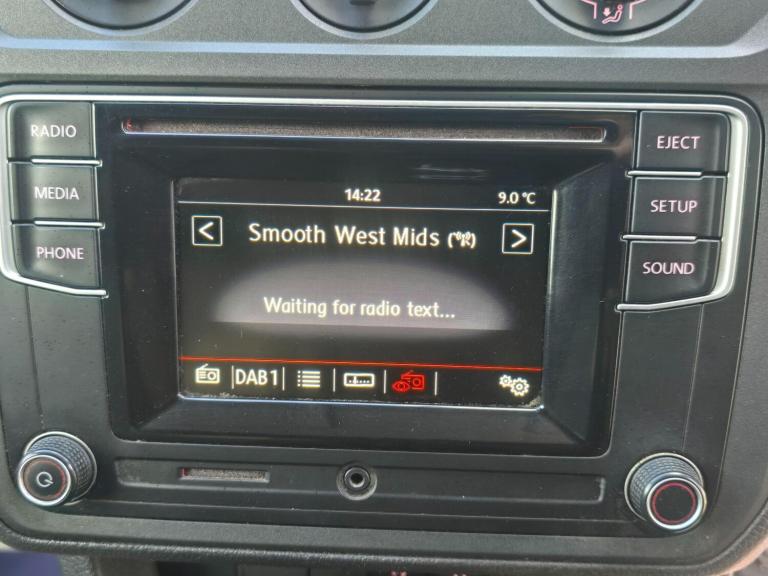 RADIO
MEDIA
PHONE
EJECT
SETUP
SOUND
14:22
9.0 °C
<
Smooth West Mids
>
Waiting for radio text...
DAB1